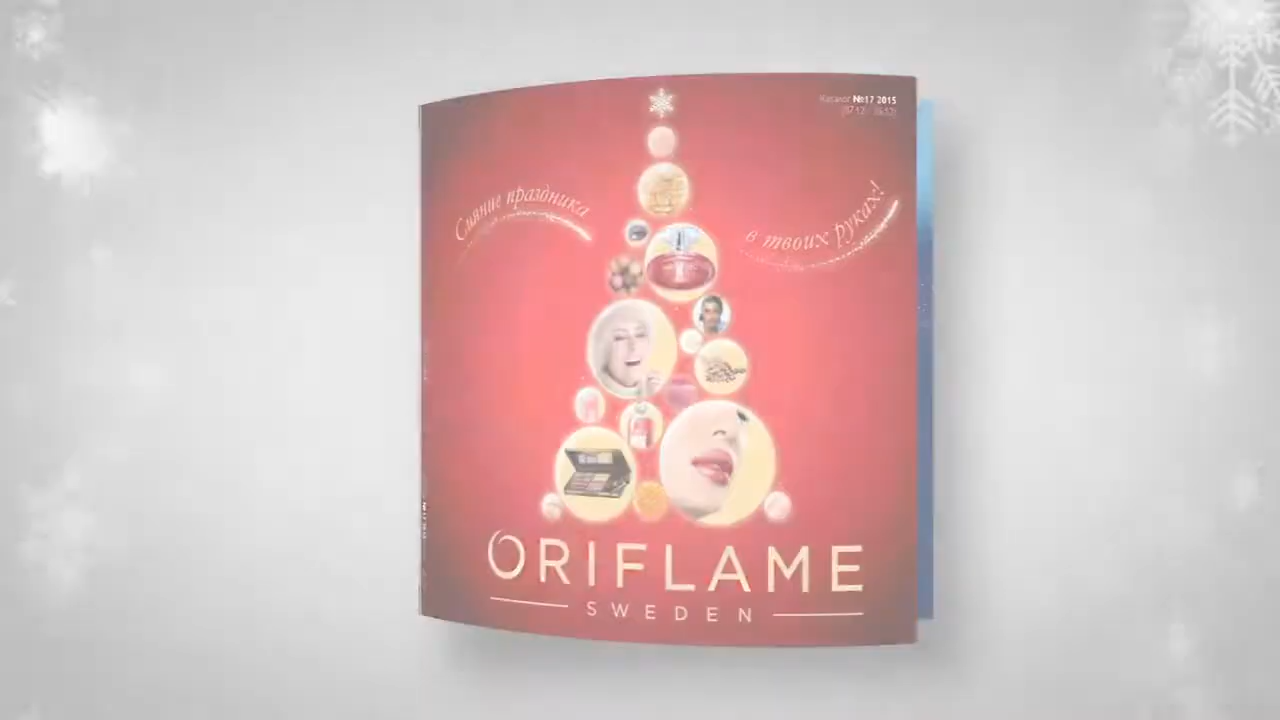 Каталог №17 2015
Сияние праздника
в твоих руках!
ORIFLAME
SWEDEN